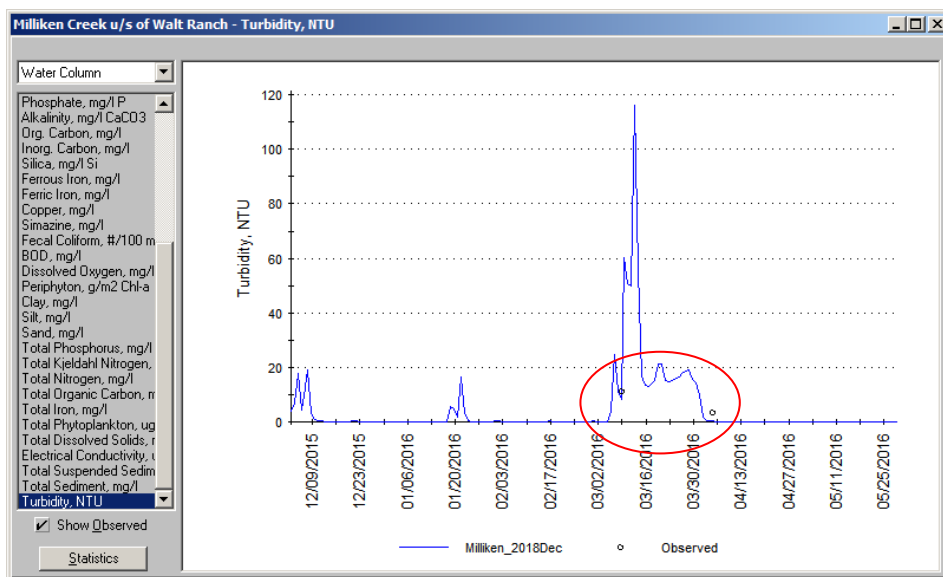 Milliken Creek u/s of Walt Ranch - Turbidity, NTU
Water Column
Phosphate, mg/l P
Alkalinity, mg/l CaCO3
Org. Carbon, mg/l
Inorg. Carbon, mg/l
Silica, mg/l Si
Ferrous Iron, mg/l
Ferric Iron, mg/l
Copper, mg/l
Simazine, mg/l
Fecal Coliform, #/100 m
BOD, mg/l
Dissolved Oxygen, mg/l
Periphyton, g/m2 Chl-a
Clay, mg/l
Silt, mg/l
Sand, mg/l
Total Phosphorus, mg/l
Total Kjeldahl Nitrogen,
Total Nitrogen, mg/l
Total Organic Carbon, m
Total Iron, mg/l
Total Phytoplankton, ug
Total Dissolved Solids, r
Electrical Conductivity, u
Total Suspended Sedim
Total Sediment, mg/l
Turbidity, NTU
Show Observed
Statistics
Turbidity, NTU
120
100
80
60
40
20
0
12/09/2015
12/23/2015
01/06/2016
01/20/2016
02/03/2016
02/17/2016
03/02/2016
03/16/2016
03/30/2016
04/13/2016
04/27/2016
05/11/2016
05/25/2016
Milliken_2018Dec
Observed